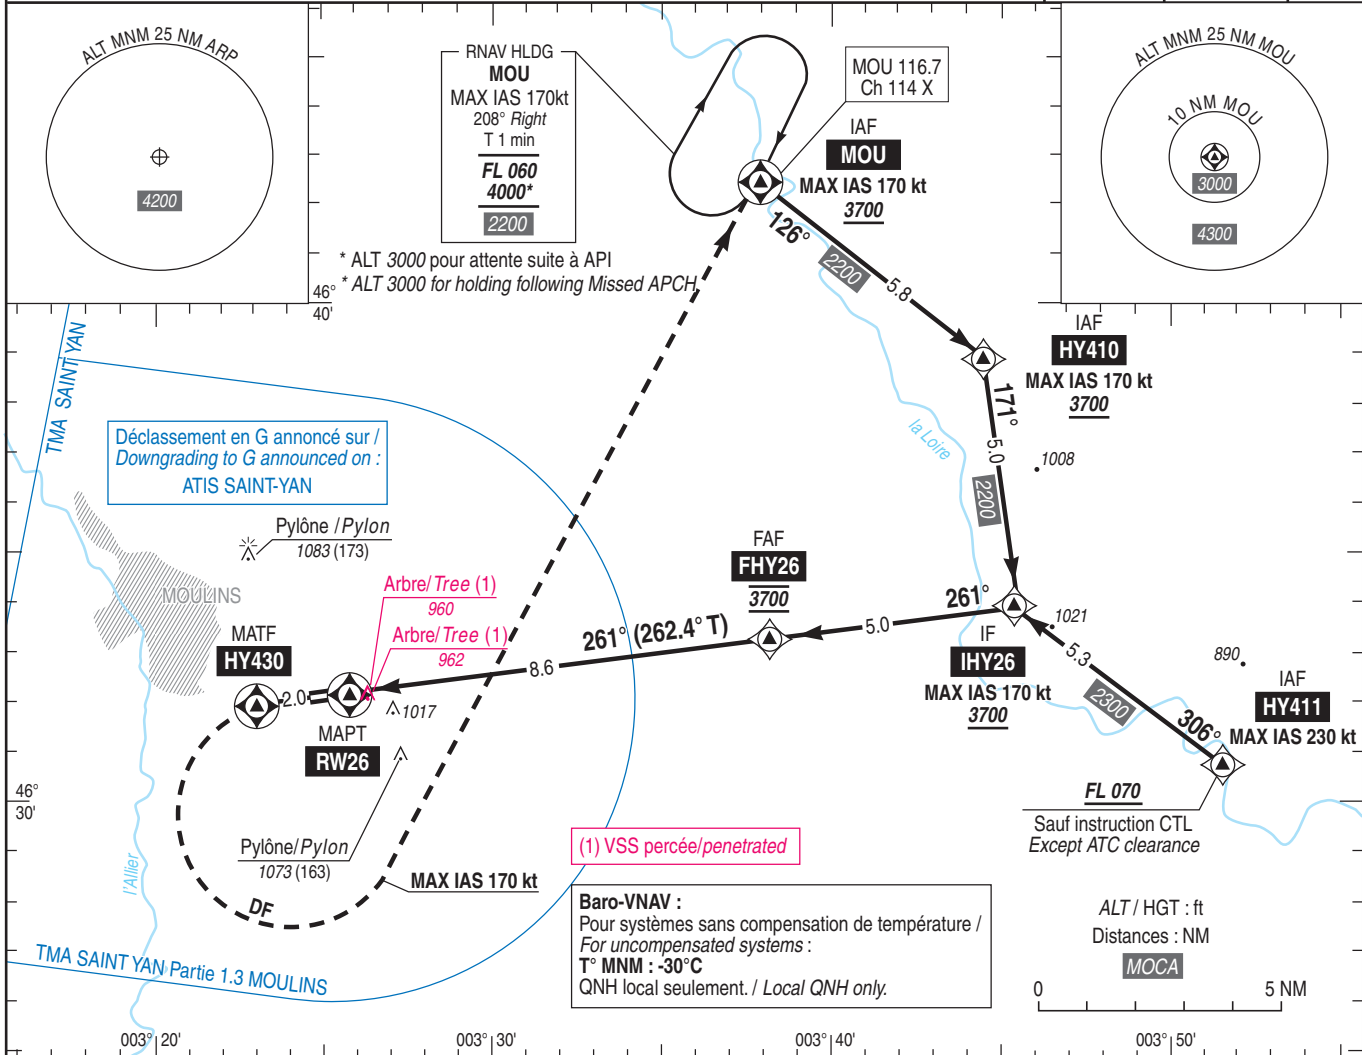 ALT MNM 25 NM ARP
4200
RNAV HLDG
MOU
MAX IAS 170kt
208° Right
T 1 min
FL 060
4000*
2200
* ALT 3000 pour attente suite à API
* ALT 3000 for holding following Missed APCH
MOU 116.7
Ch 114 X
IAF
MOU
MAX IAS 170 kt
3700
ALT MNM 25 NM MOU
10 NM MOU
3000
4300
46°
40'
126°
2200
5.8
IAF
HY410
MAX IAS 170 kt
3700
171°
5.0
2200
1008
la Loire
TMA SAINT YAN
Déclassement en G annoncé sur /
Downgrading to G announced on :
ATIS SAINT-YAN
Pylône / Pylon
1083 (173)
MOULINS
Arbre/ Tree (1)
960
Arbre/ Tree (1)
962
FAF
FHY26
3700
261°
5.0
261° (262.4° T)
8.6
1021
IF
IHY26
MAX IAS 170 kt
3700
5.3
2300
306°
890
IAF
HY411
MAX IAS 230 kt
FL 070
Sauf instruction CTL
Except ATC clearance
MATF
HY430
2.0
MAPT
RW26
1017
46°
30'
Pylône/ Pylon
1073 (163)
l'Allier
DF
MAX IAS 170 kt
(1) VSS percée/penetrated
Baro-VNAV :
Pour systèmes sans compensation de température /
For uncompensated systems :
T° MNM : -30°C
QNH local seulement. / Local QNH only.
ALT / HGT : ft
Distances : NM
MOCA
0 5 NM
TMA SAINT YAN Partie 1.3 MOULINS
003° 20' 003° 30' 003° 40' 003° 50'